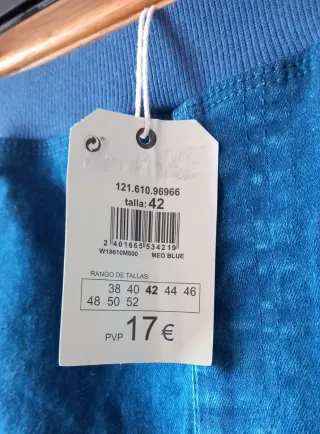 121.610.96966
talla: 42
2 401665 534219
W18610M600 MED BLUE
RANGO DE TALLAS:
38 40 42 44 46
48 50 52
PVP 17€